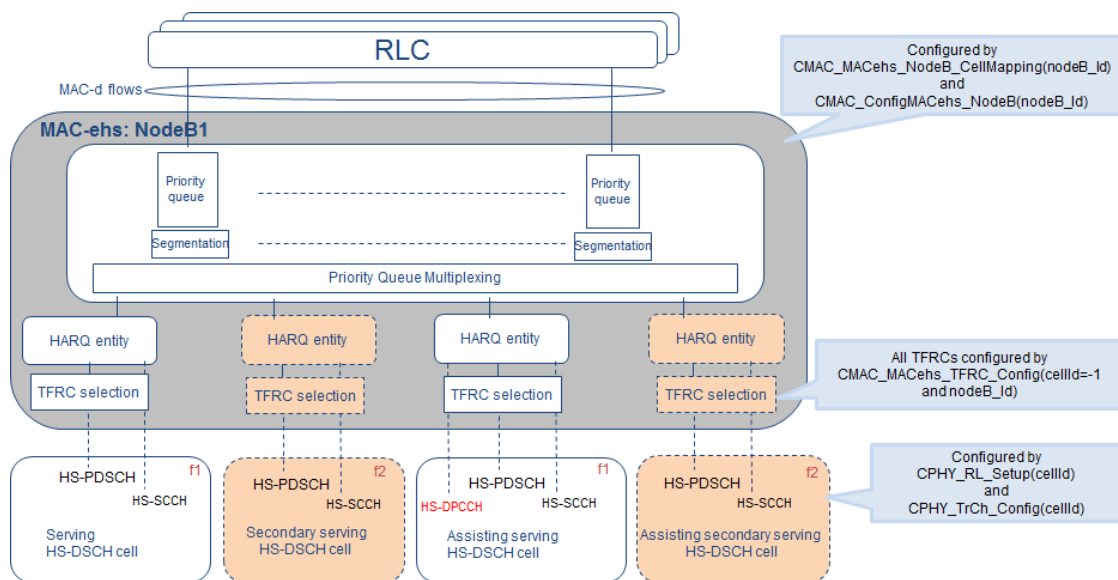 RLC
MAC-d flows
Configured by
CMAC_MACehs_NodeB_CellMapping(nodeB_Id)
and
CMAC_ConfigMACehs_NodeB(nodeB_Id)
MAC-ehs: NodeB1
Priority
queue
Priority
queue
Segmentation
Segmentation
Priority Queue Multiplexing
HARQ entity
HARQ entity
HARQ entity
HARQ entity
TFRC selection
TFRC selection
TFRC selection
TFRC selection
All TFRCs configured by
CMAC_MACehs_TFRC_Config(cellId=-1
and nodeB_Id)
f1
HS-PDSCH
HS-SCCH
Serving
HS-DSCH cell
f2
HS-PDSCH
HS-SCCH
Secondary serving
HS-DSCH cell
f1
HS-PDSCH
HS-DPCCH
HS-SCCH
Assisting serving
HS-DSCH cell
f2
HS-PDSCH
HS-SCCH
Assisting secondary serving
HS-DSCH cell
Configured by
CPHY_RL_Setup(cellId)
and
CPHY_TrCh_Config(cellId)